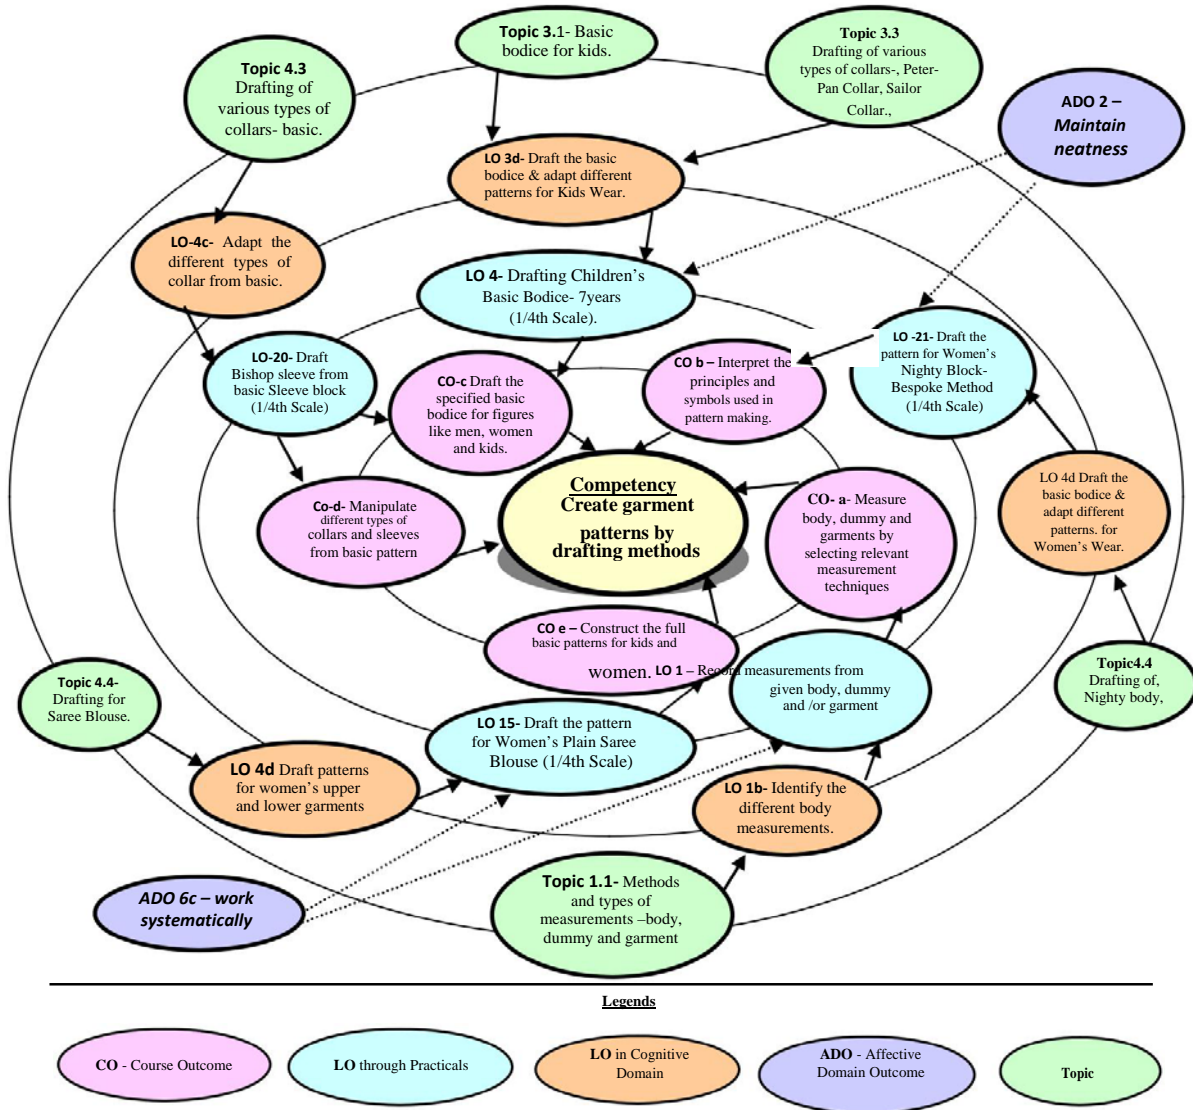 Topic 3.1- Basic
bodice for kids.
Topic 3.3
Drafting of various
types of collars-, Peter-
Pan Collar, Sailor
Collar.,
Topic 4.3
Drafting of
various types of
collars- basic.
ADO 2 –
Maintain
neatness
LO 3d- Draft the basic
bodice & adapt different
patterns for Kids Wear.
LO-4c- Adapt the
different types of
collar from basic.
LO 4- Drafting Children's
Basic Bodice- 7years
(1/4th Scale).
LO-20- Draft
Bishop sleeve from
basic Sleeve block
(1/4th Scale)
CO-c Draft the
specified basic
bodice for figures
like men, women
and kids.
CO b – Interpret the
principles and
symbols used in
pattern making.
LO -21- Draft the
pattern for Women's
Nighty Block-
Bespoke Method
(1/4th Scale)
Co-d- Manipulate
different types of
collars and sleeves
from basic pattern
Competency
Create garment
patterns by
drafting methods
CO- a- Measure
body, dummy and
garments by
selecting relevant
measurement
techniques
LO 4d Draft the
basic bodice &
adapt different
patterns. for
Women's Wear.
CO e – Construct the full
basic patterns for kids and
women.
LO 1 – Record measurements from
given body, dummy
and /or garment
Topic 4.4-
Drafting for
Saree Blouse.
Topic4.4
Drafting of,
Nighty body,
LO 15- Draft the pattern
for Women's Plain Saree
Blouse (1/4th Scale)
LO 4d Draft patterns
for women's upper
and lower garments
LO 1b- Identify the
different body
measurements.
ADO 6c – work
systematically
Topic 1.1- Methods
and types of
measurements –body,
dummy and garment
Legends
CO - Course Outcome
LO through Practicals
LO in Cognitive
Domain
ADO - Affective
Domain Outcome
Topic